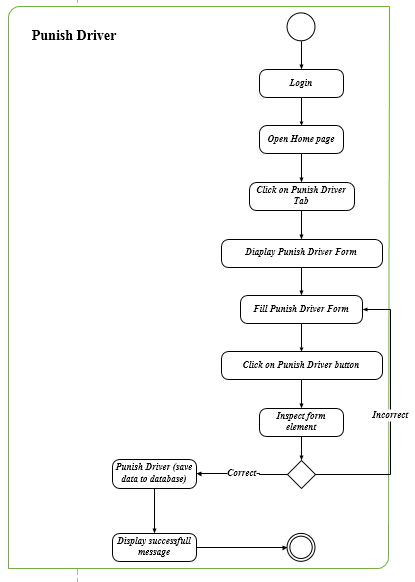 Punish Driver
Login
Open Home page
Click on Punish Driver
Tab
Diaplay Punish Driver Form
Fill Punish Driver Form
Click on Punish Driver button
Inspect form
element
Incorrect
Correct
Punish Driver (save
data to database)
Display successfull
message